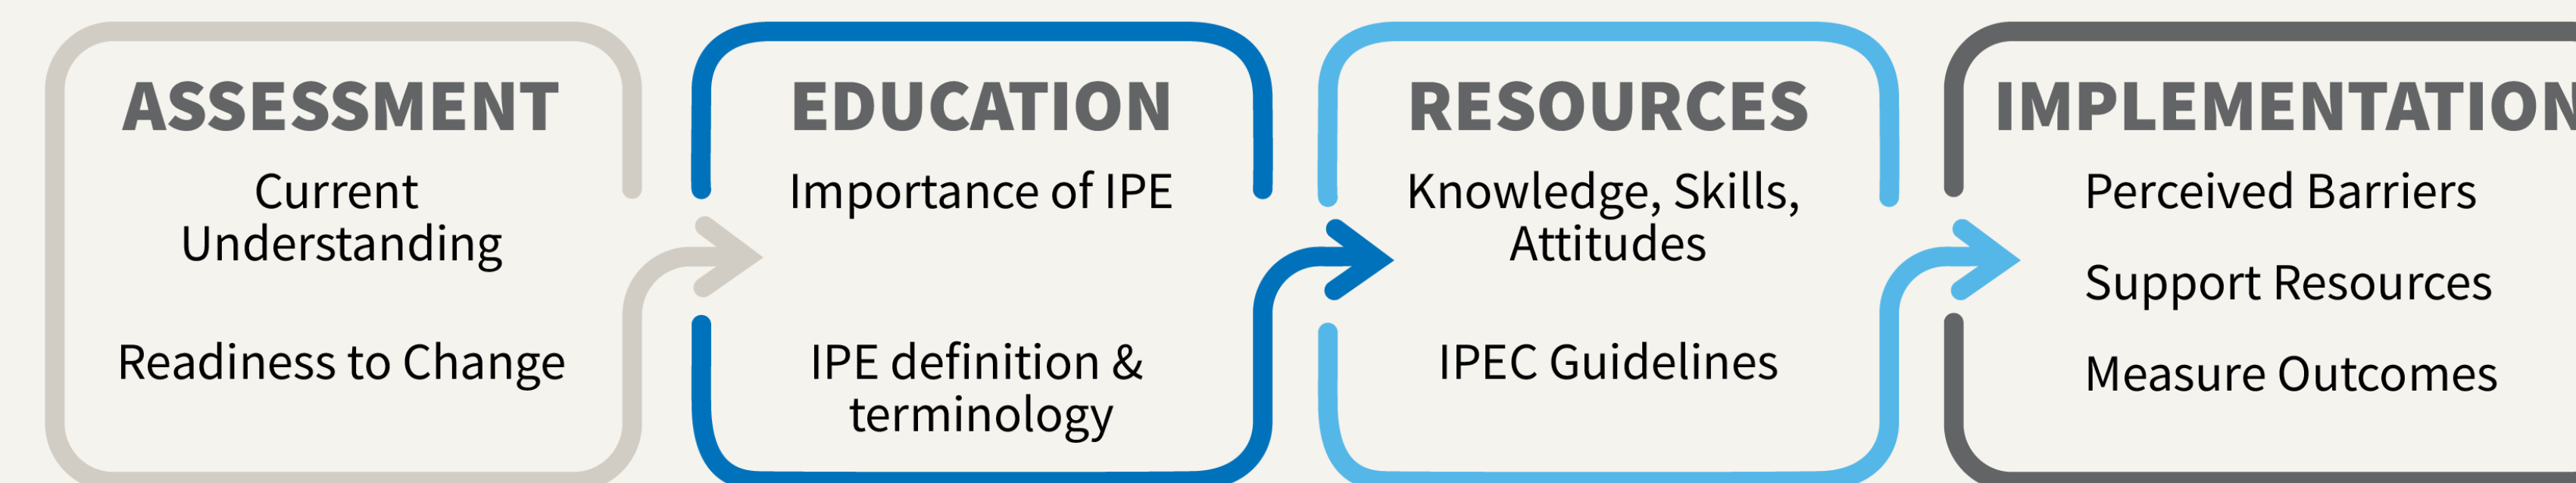 ASSESSMENT
Current
Understanding
Readiness to Change
EDUCATION
Importance of IPE
IPE definition &
terminology
RESOURCES
Knowledge, Skills,
Attitudes
IPEC Guidelines
IMPLEMENTATION
Perceived Barriers
Support Resources
Measure Outcomes